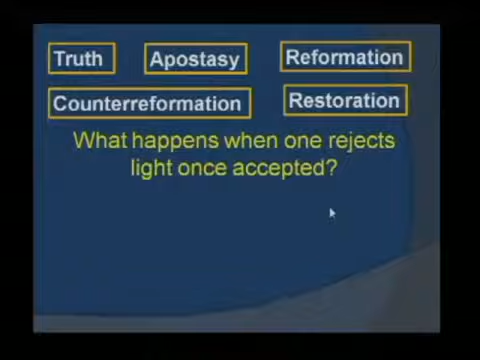 Truth Apostasy Reformation
Counterreformation Restoration
What happens when one rejects
light once accepted?